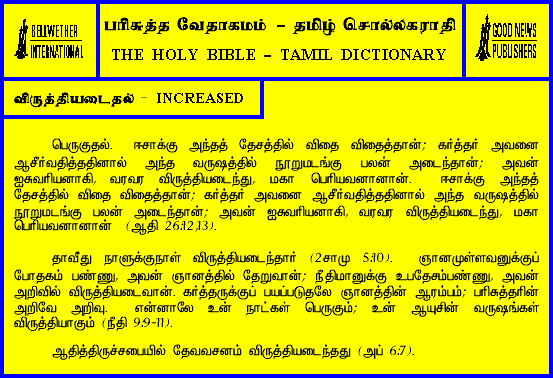 BELLWETHER
INTERNATIONAL
பரிசுத்த வேதாகமம் - தமிழ் சொல்லகராதி
THE HOLY BIBLE - TAMIL DICTIONARY
GOOD NEWS
PUBLISHERS
விருத்தியடைதல் - INCREASED
பெருகுதல். ஈசாக்கு அந்தத் தேசத்தில் விதை விதைத்தான்; கர்த்தர் அவனை
ஆசீர்வதித்ததினால் அந்த வருஷத்தில் நூறுமடங்கு பலன் அடைந்தான்; அவன்
ஐசுவரியனாகி, வரவர விருத்தியடைந்து, மகா பெரியவனானான். ஈசாக்கு அந்தத்
தேசத்தில் விதை விதைத்தான்; கர்த்தர் அவனை ஆசீர்வதித்ததினால் அந்த வருஷத்தில்
நூறுமடங்கு பலன் அடைந்தான்; அவன் ஐசுவரியனாகி, வரவர விருத்தியடைந்து, மகா
பெரியவனானான் (ஆதி 26:12,13).
தாவீது நாளுக்குநாள் விருத்தியடைந்தார் (2சாமு 5:10). ஞானமுள்ளவனுக்குப்
போதகம் பண்ணு, அவன் ஞானத்தில் தேறுவான்; நீதிமானுக்கு உபதேசம்பண்ணு, அவன்
அறிவில் விருத்தியடைவான். கர்த்தருக்குப் பயப்படுதலே ஞானத்தின் ஆரம்பம்; பரிசுத்தரின்
அறிவே அறிவு. என்னாலே உன் நாட்கள் பெருகும்; உன் ஆயுசின் வருஷங்கள்
விருத்தியாகும் (நீதி 9:9-11).
ஆதித்திருச்சபையில் தேவவசனம் விருத்தியடைந்தது (அப் 6:7).